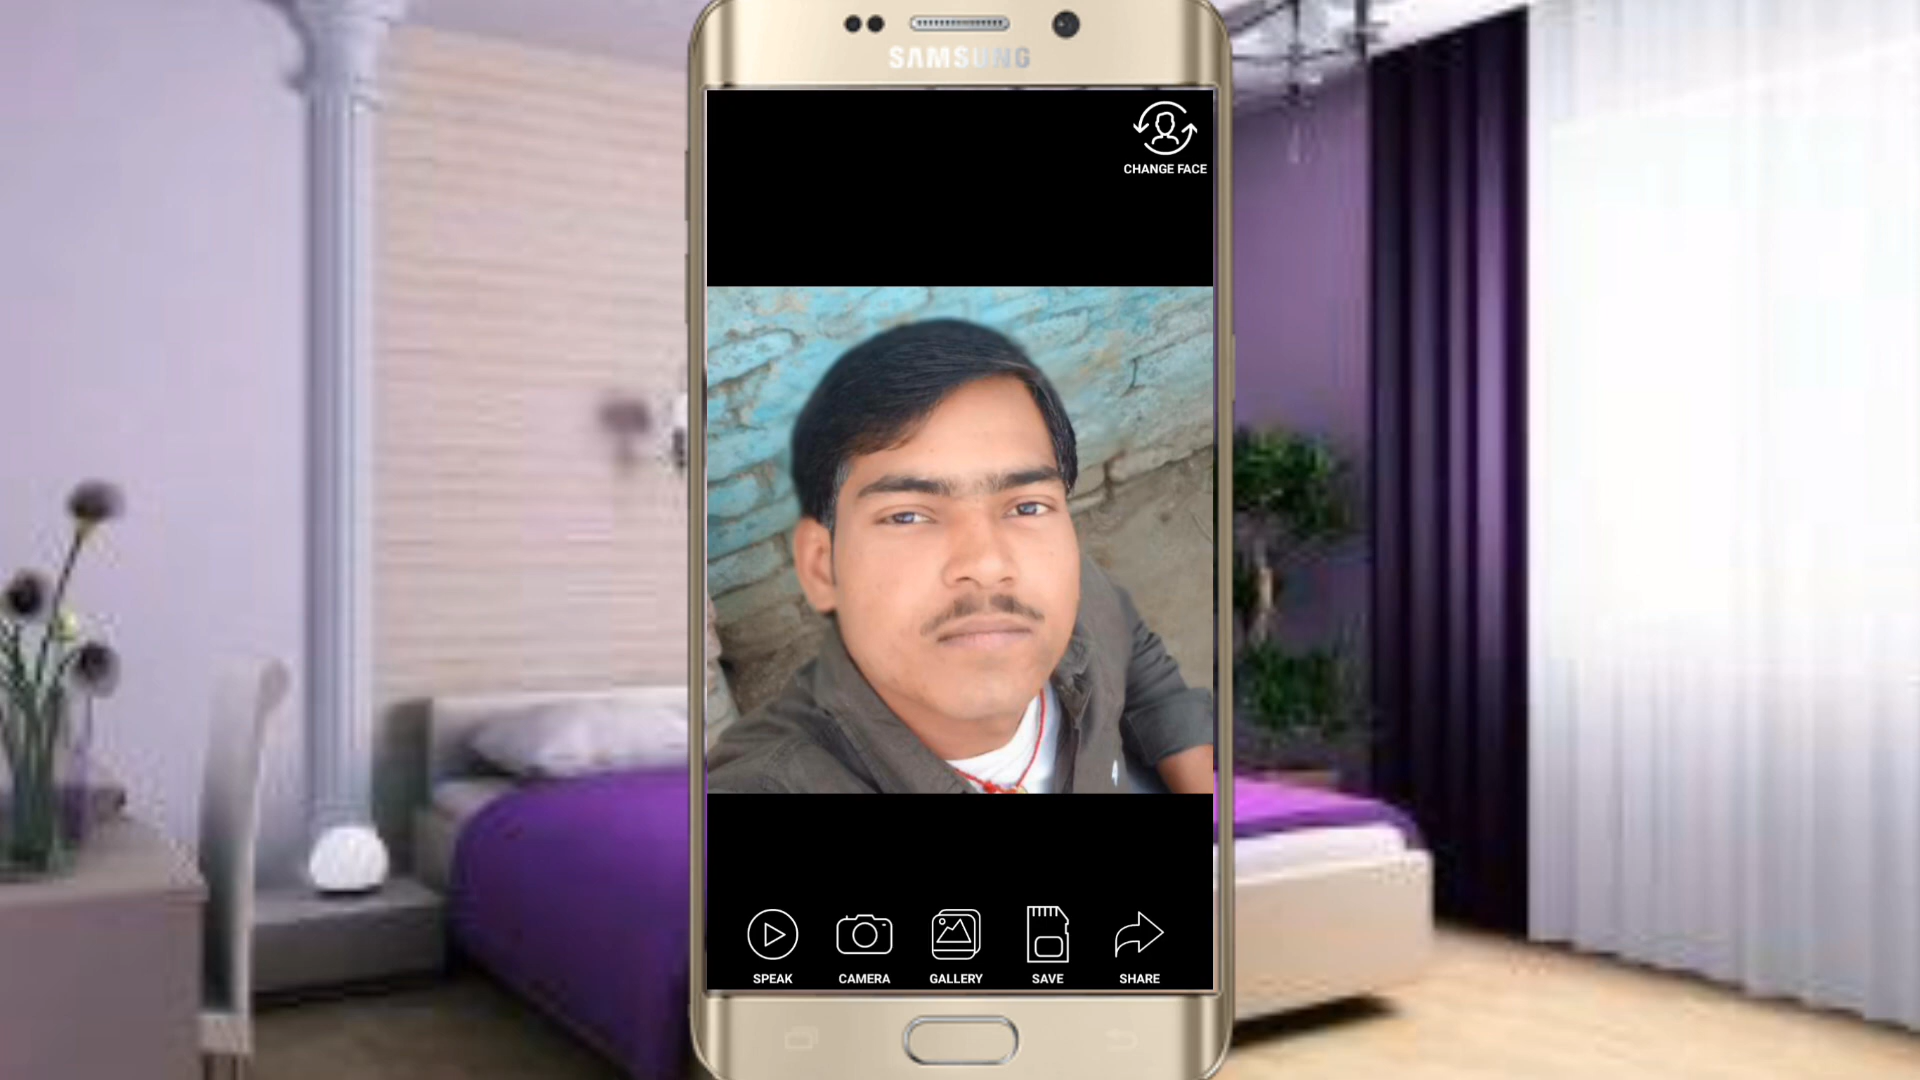 SAMSUNG
CHANGE FACE
SPEAK
CAMERA
GALLERY
SAVE
SHARE